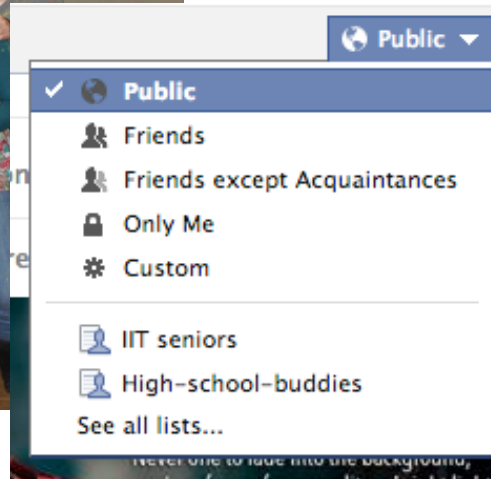 Public
Public
Friends
Friends except Acquaintances
Only Me
Custom
IIT seniors
High-school-buddies
See all lists...
Never one to fade into the background,